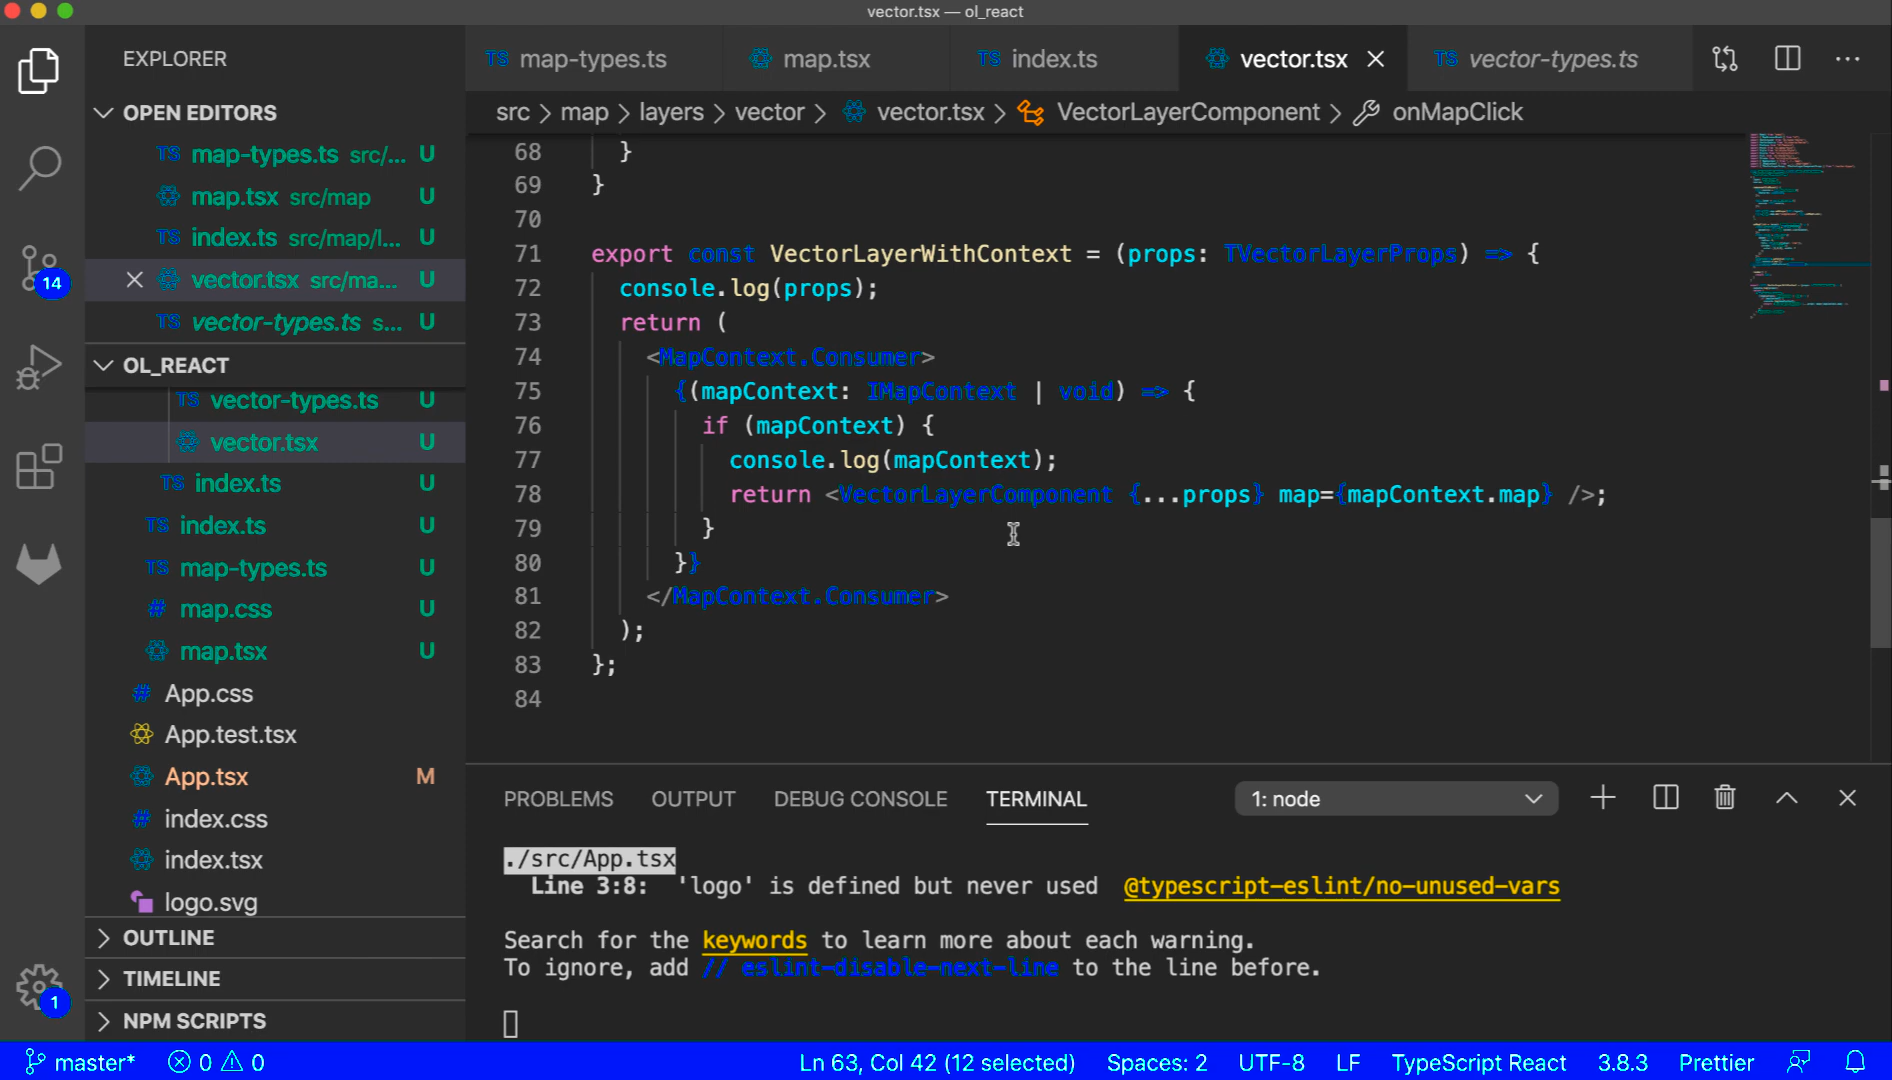 vector.tsx — ol_react
EXPLORER
OPEN EDITORS
TS map-types.ts src/... U
map.tsx src/map U
TS index.ts src/map/l... U
vector.tsx src/ma... U
TS vector-types.ts s... U
OL_REACT
TS vector-types.ts U
vector.tsx U
TS index.ts U
TS index.ts U
TS map-types.ts U
# map.css U
map.tsx U
# App.css
App.test.tsx
App.tsx M
# index.css
index.tsx
logo.svg
OUTLINE
TIMELINE
NPM SCRIPTS
14
1
TS map-types.ts
map.tsx
TS index.ts
vector.tsx
TS vector-types.ts
src > map > layers > vector > vector.tsx > VectorLayerComponent > onMapClick
68 }
69 }
70
71 export const VectorLayerWithContext = (props: TVectorLayerProps) => {
72 console.log(props);
73 return (
74 <MapContext.Consumer>
75 {(mapContext: IMapContext | void) => {
76 if (mapContext) {
77 console.log(mapContext);
78 return <VectorLayerComponent {...props} map={mapContext.map} />;
79 }
80 }}
81 </MapContext.Consumer>
82 );
83 };
84
PROBLEMS OUTPUT DEBUG CONSOLE TERMINAL 1: node
./src/App.tsx
Line 3:8: 'logo' is defined but never used @typescript-eslint/no-unused-vars
Search for the keywords to learn more about each warning.
To ignore, add // eslint-disable-next-line to the line before.
master* 0 0 Ln 63, Col 42 (12 selected) Spaces: 2 UTF-8 LF TypeScript React 3.8.3 Prettier